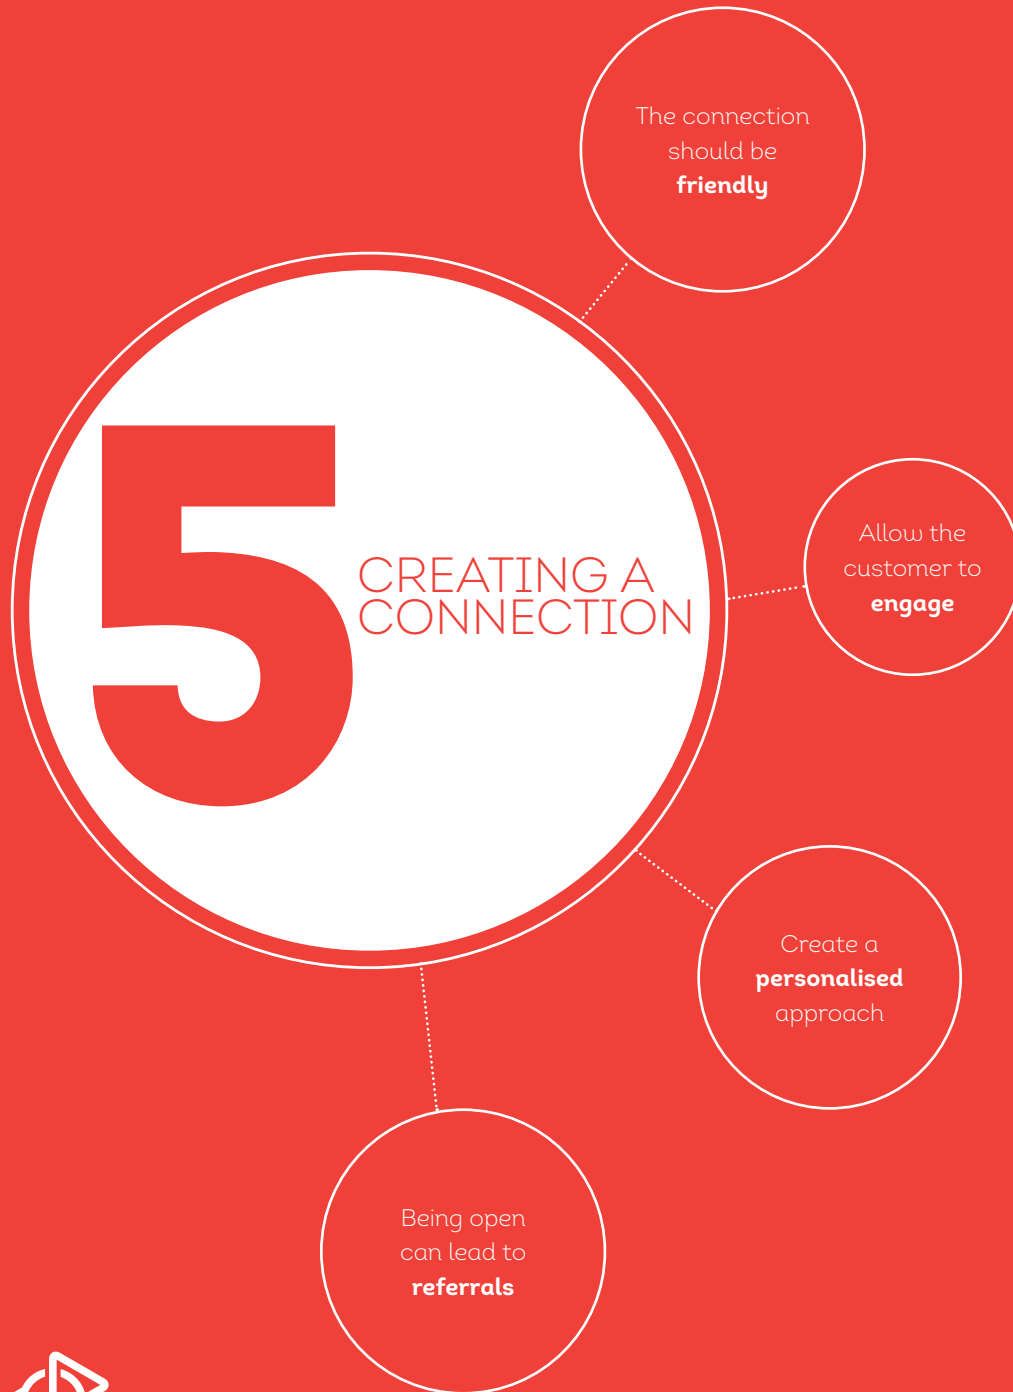 The connection
should be
friendly
5
CREATING A
CONNECTION
Allow the
customer to
engage
Create a
personalised
approach
Being open
can lead to
referrals